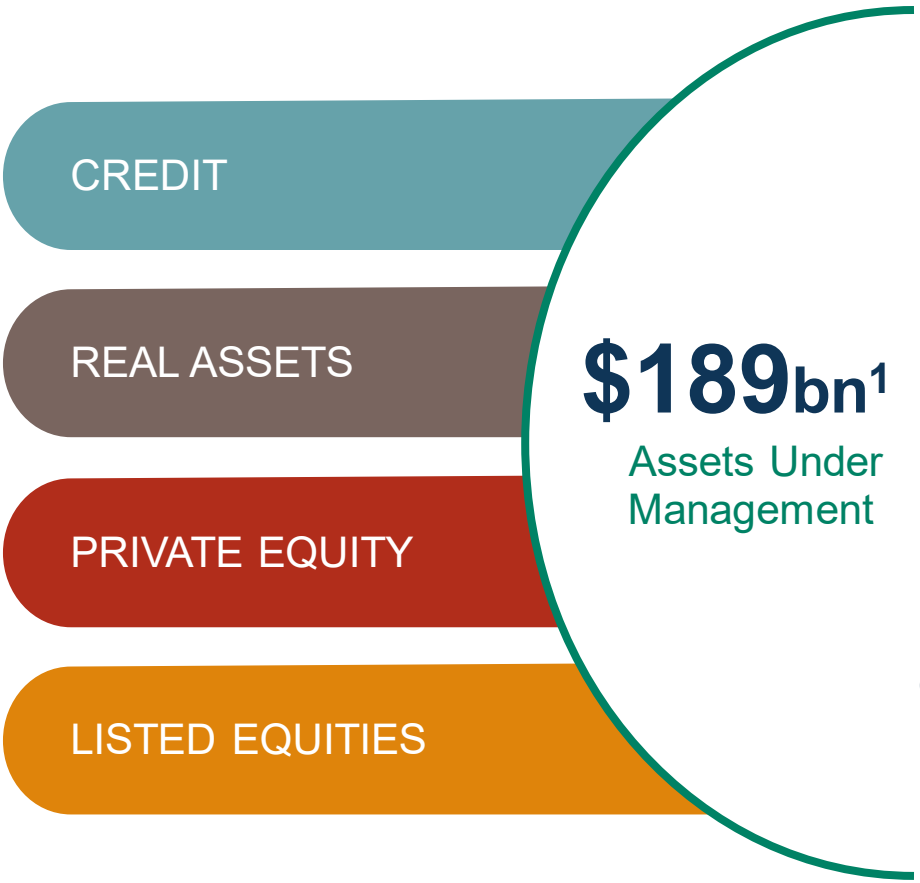 CREDIT
REAL ASSETS
PRIVATE EQUITY
LISTED EQUITIES
$189bn¹
Assets Under
Management